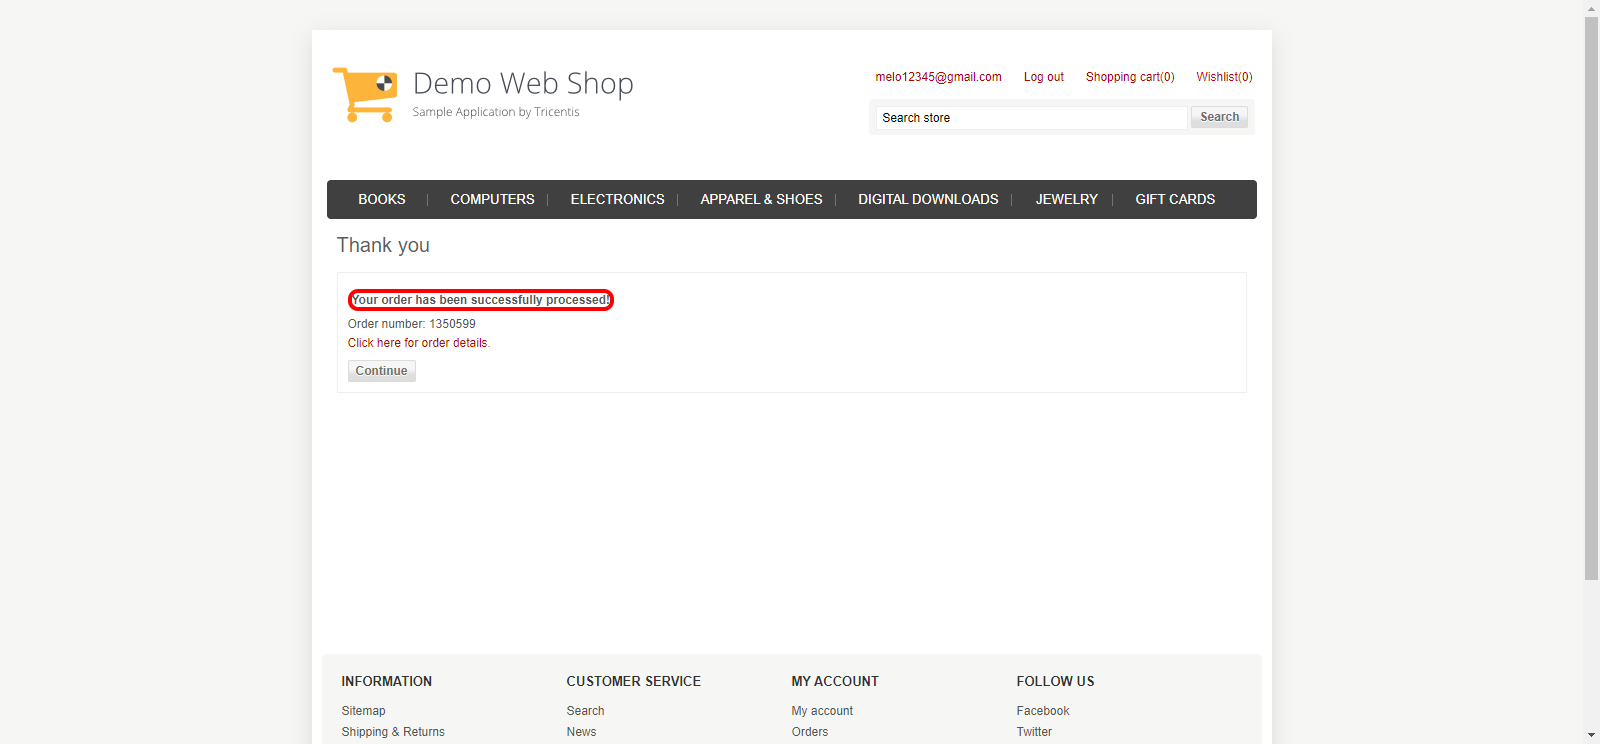 Demo Web Shop
Sample Application by Tricentis
melo12345@gmail.com Log out Shopping cart(0) Wishlist(0)
Search store Search
BOOKS COMPUTERS ELECTRONICS APPAREL & SHOES DIGITAL DOWNLOADS JEWELRY GIFT CARDS
Thank you
Your order has been successfully processed!
Order number: 1350599
Click here for order details.
Continue
INFORMATION CUSTOMER SERVICE MY ACCOUNT FOLLOW US
Sitemap Search My account Facebook
Shipping & Returns News Orders Twitter